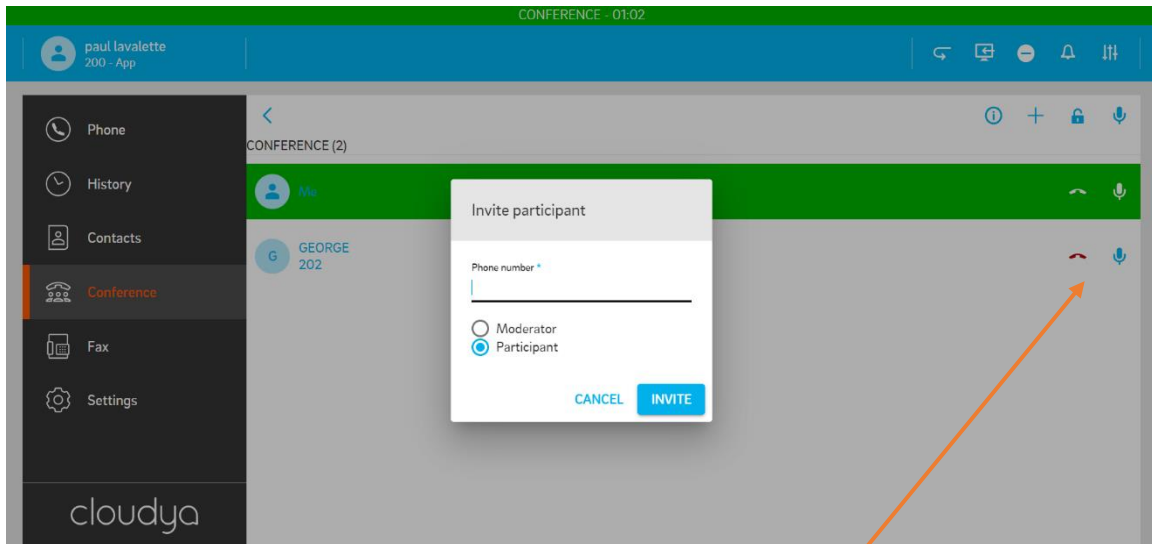 CONFERENCE - 01:02
paul lavalette
200 - App
Phone
History
Contacts
Conference
Fax
Settings
cloudya
CONFERENCE (2)
Me
G
GEORGE
202
Invite participant
Phone number *
Moderator
Participant
CANCEL INVITE